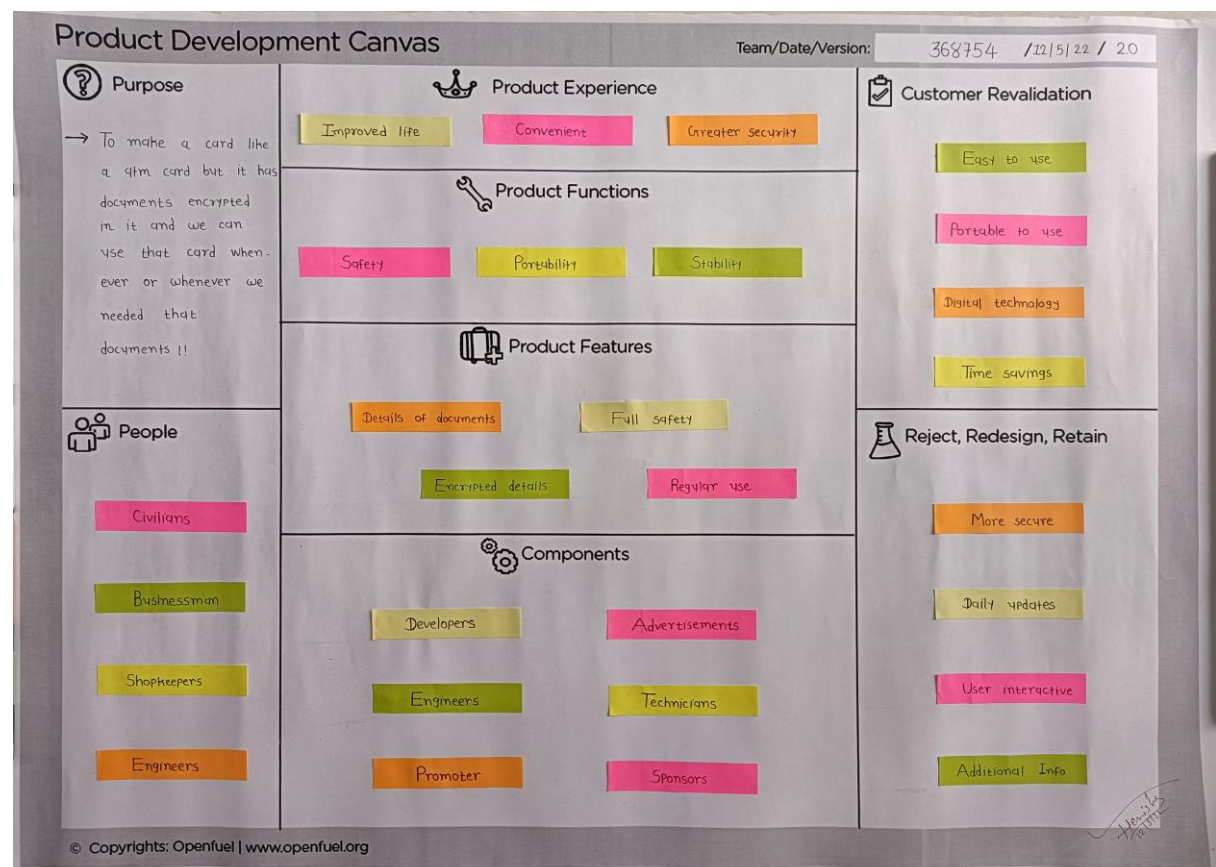 Product Development Canvas
Team/Date/Version:
368754 /12/5/22 / 2.0
Purpose
→ To make a card like
a atm card but it has
documents encrypted
in it and we can
use that card when-
ever or whenever we
needed that
documents !!
People
Civilians
Businessman
Shopkeepers
Engineers
Product Experience
Improved life
Convenient
Greater security
Product Functions
Safety
Portability
Stability
Product Features
Details of documents
Full safety
Encrypted details
Regular use
Components
Developers
Advertisements
Engineers
Technicians
Promoter
Sponsors
Customer Revalidation
Easy to use
Portable to use
Digital technology
Time savings
Reject, Redesign, Retain
More secure
Daily updates
User interactive
Additional Info
© Copyrights: Openfuel | www.openfuel.org